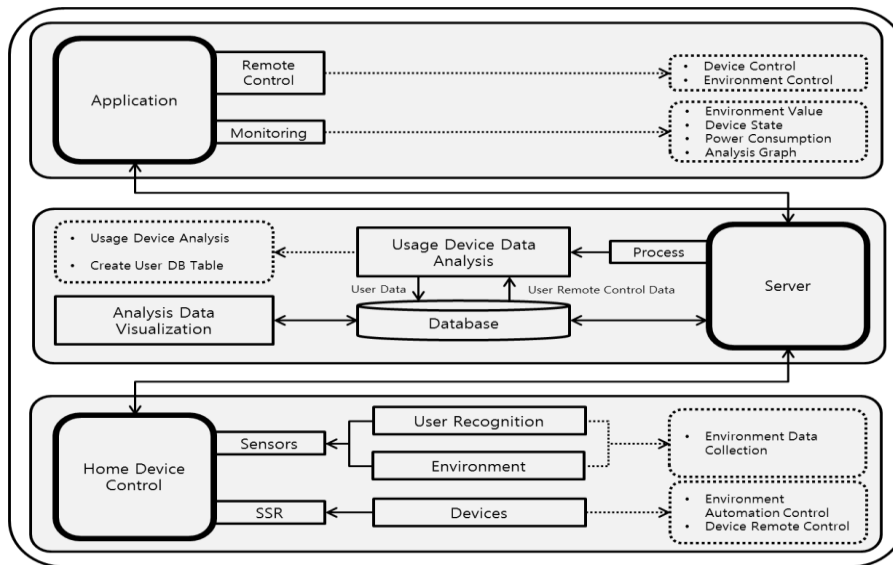 Application
Remote
Control
Monitoring
• Device Control
• Environment Control
• Environment Value
• Device State
• Power Consumption
• Analysis Graph
• Usage Device Analysis
• Create User DB Table
Usage Device Data
Analysis
Process
Server
User Data
User Remote Control Data
Analysis Data
Visualization
Database
Home Device
Control
Sensors
SSR
User Recognition
Environment
Devices
• Environment Data
Collection
• Environment
Automation Control
• Device Remote Control